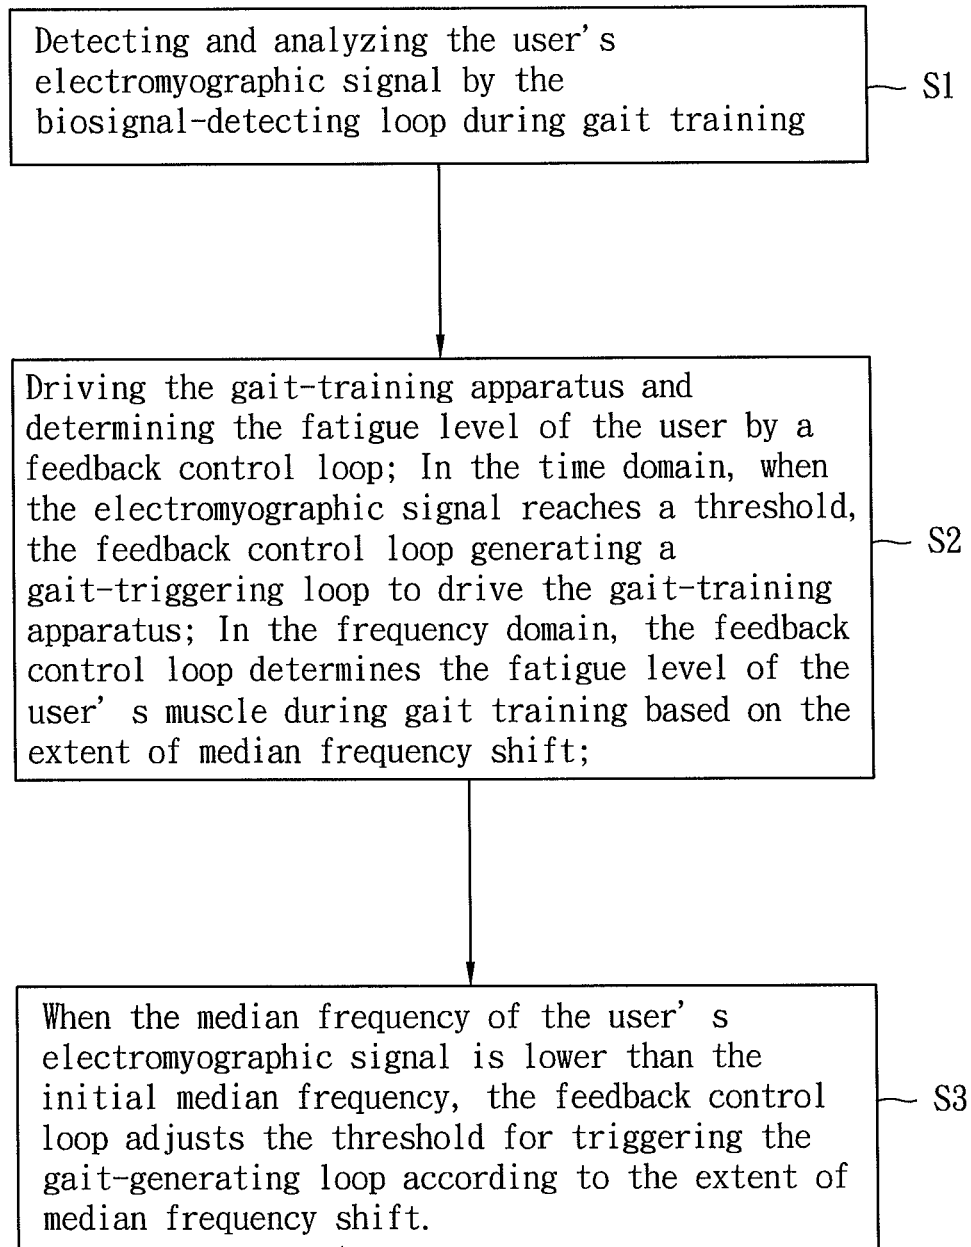 Detecting and analyzing the user's
electromyographic signal by the
biosignal-detecting loop during gait training
S1
Driving the gait-training apparatus and
determining the fatigue level of the user by a
feedback control loop; In the time domain, when
the electromyographic signal reaches a threshold,
the feedback control loop generating a
gait-triggering loop to drive the gait-training
apparatus; In the frequency domain, the feedback
control loop determines the fatigue level of the
user's muscle during gait training based on the
extent of median frequency shift;
S2
When the median frequency of the user's
electromyographic signal is lower than the
initial median frequency, the feedback control
loop adjusts the threshold for triggering the
gait-generating loop according to the extent of
median frequency shift.
S3